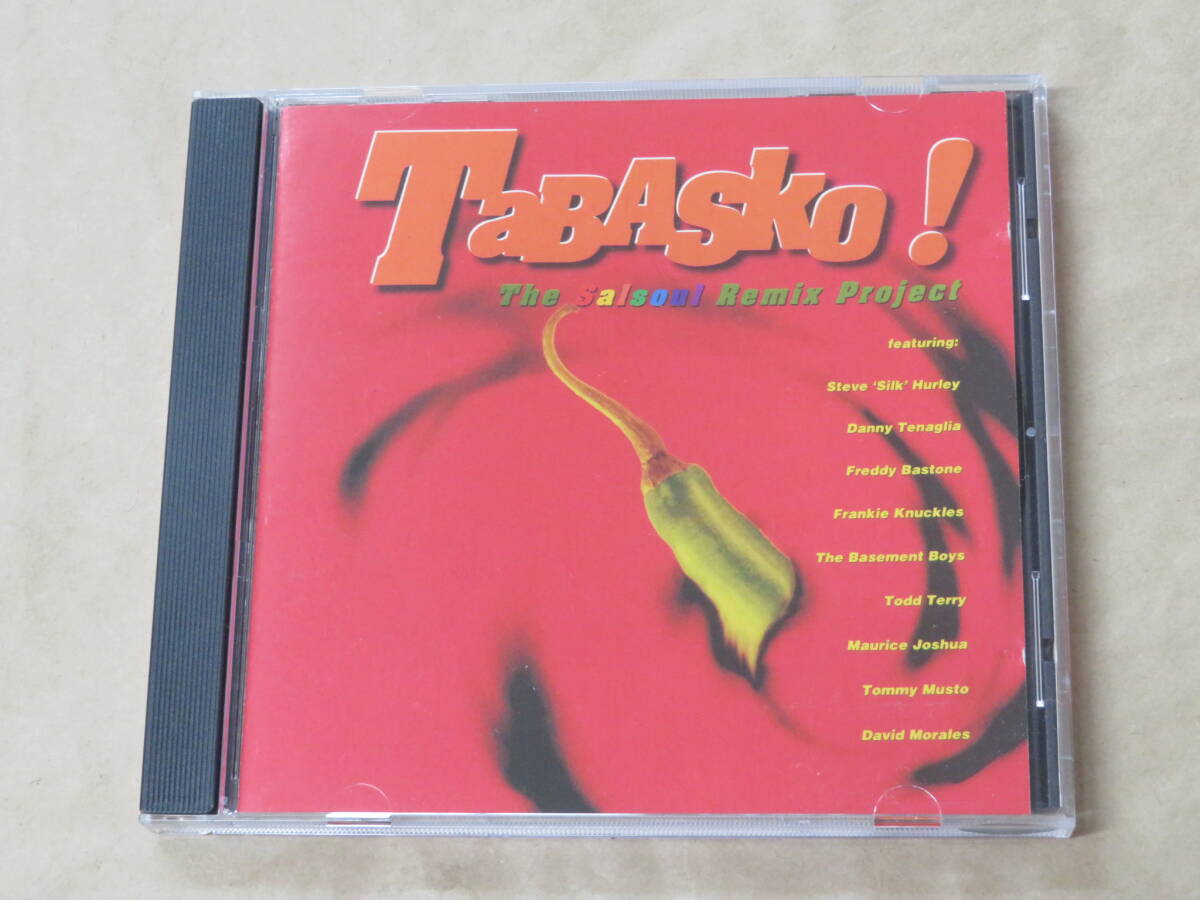 TaBASKO!
The Salsoul Remix Project
featuring:
Steve ‘Silk’ Hurley
Danny Tenaglia
Freddy Bastone
Frankie Knuckles
The Basement Boys
Todd Terry
Maurice Joshua
Tommy Musto
David Morales